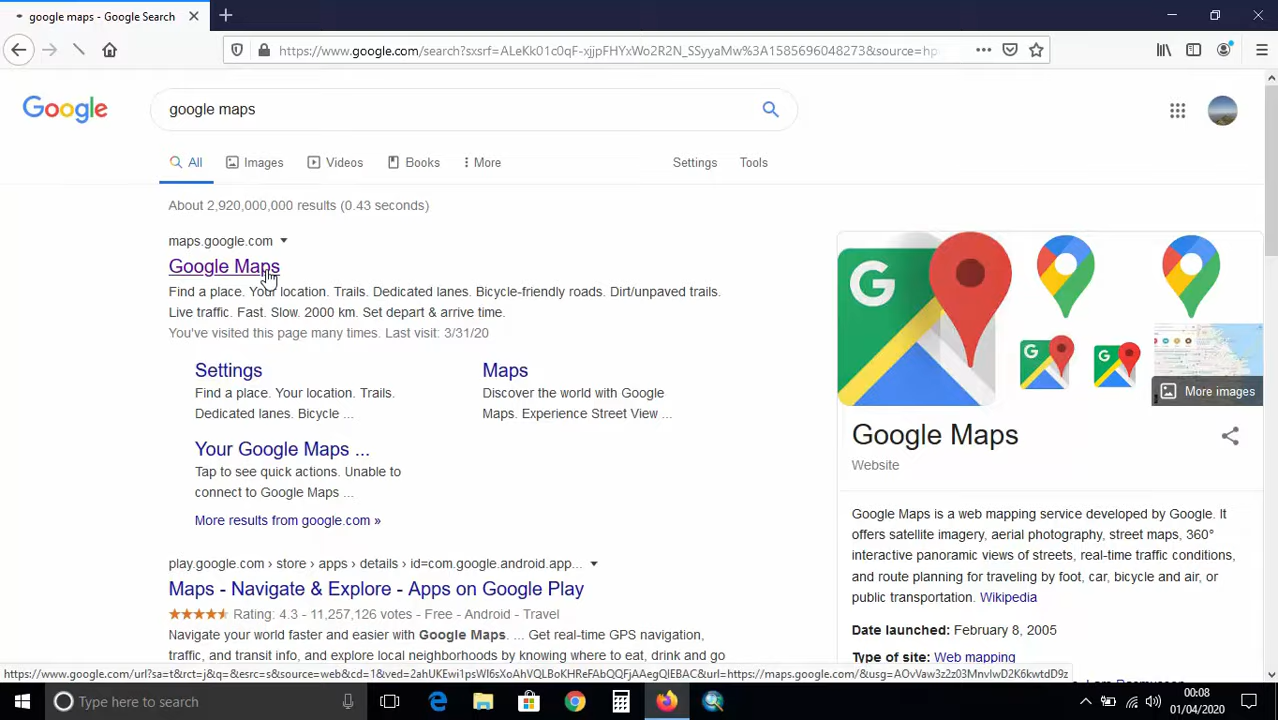 google maps - Google Search
https://www.google.com/search?sxsrf=ALeKk01c0qF-xjjpFHYxWo2R2N_SSyyaMw%3A1585696048273&source=hp
Google
google maps
All
Images
Videos
Books
More
Settings
Tools
About 2,920,000,000 results (0.43 seconds)
maps.google.com
Google Maps
Find a place. Your location. Trails. Dedicated lanes. Bicycle-friendly roads. Dirt/unpaved trails.
Live traffic. Fast. Slow. 2000 km. Set depart & arrive time.
You've visited this page many times. Last visit: 3/31/20
Settings
Find a place. Your location. Trails.
Dedicated lanes. Bicycle ...
Maps
Discover the world with Google
Maps. Experience Street View ...
Your Google Maps ...
Tap to see quick actions. Unable to
connect to Google Maps ...
More results from google.com »
play.google.com › store › apps › details › id=com.google.android.app...
Maps - Navigate & Explore - Apps on Google Play
Rating: 4.3 - 11,257,126 votes - Free - Android - Travel
Navigate your world faster and easier with Google Maps. ... Get real-time GPS navigation,
traffic, and transit info, and explore local neighborhoods by knowing where to eat, drink and go
G
G
G
More images
Google Maps
Website
Google Maps is a web mapping service developed by Google. It
offers satellite imagery, aerial photography, street maps, 360°
interactive panoramic views of streets, real-time traffic conditions,
and route planning for traveling by foot, car, bicycle and air, or
public transportation. Wikipedia
Date launched: February 8, 2005
Type of site: Web mapping
Type here to search
00:08
01/04/2020